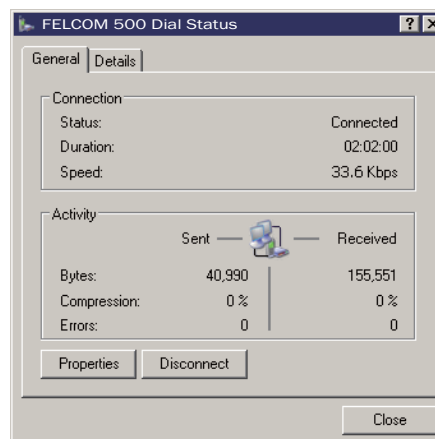 FELCOM 500 Dial Status ? X
General Details
Connection
Status: Connected
Duration: 02:02:00
Speed: 33.6 Kbps
Activity
Sent — — Received
Bytes: 40,990 155,551
Compression: 0 % 0 %
Errors: 0 0
Properties Disconnect
Close